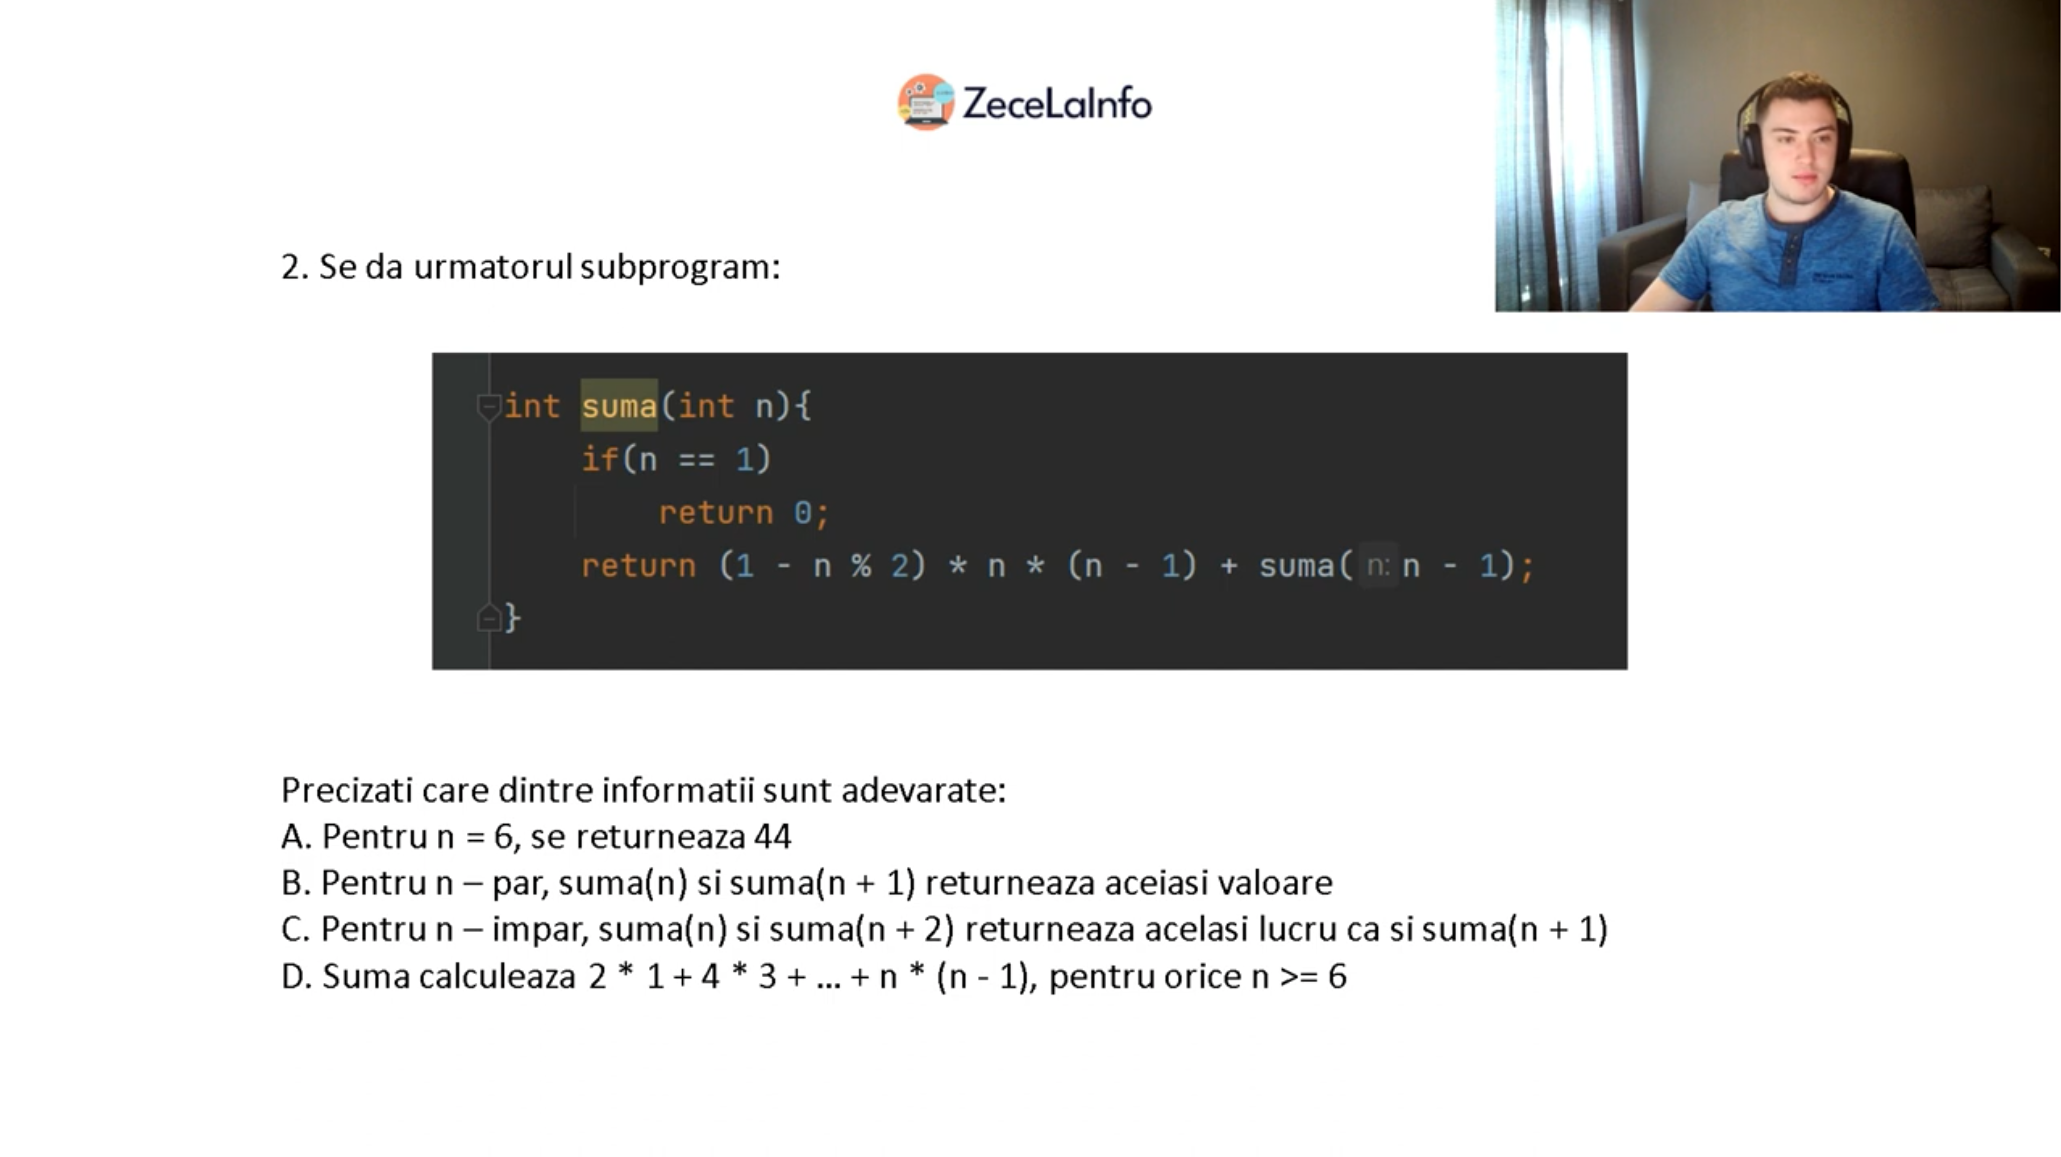 ZeceLaInfo
2. Se da urmatorul subprogram:
int suma(int n){
if(n == 1)
return 0;
return (1 - n % 2) * n * (n - 1) + suma( n: n - 1);
}
Precizati care dintre informatii sunt adevarate:
A. Pentru n = 6, se returneaza 44
B. Pentru n – par, suma(n) si suma(n + 1) returneaza aceiasi valoare
C. Pentru n – impar, suma(n) si suma(n + 2) returneaza acelasi lucru ca si suma(n + 1)
D. Suma calculeaza 2 * 1 + 4 * 3 + ... + n * (n - 1), pentru orice n >= 6